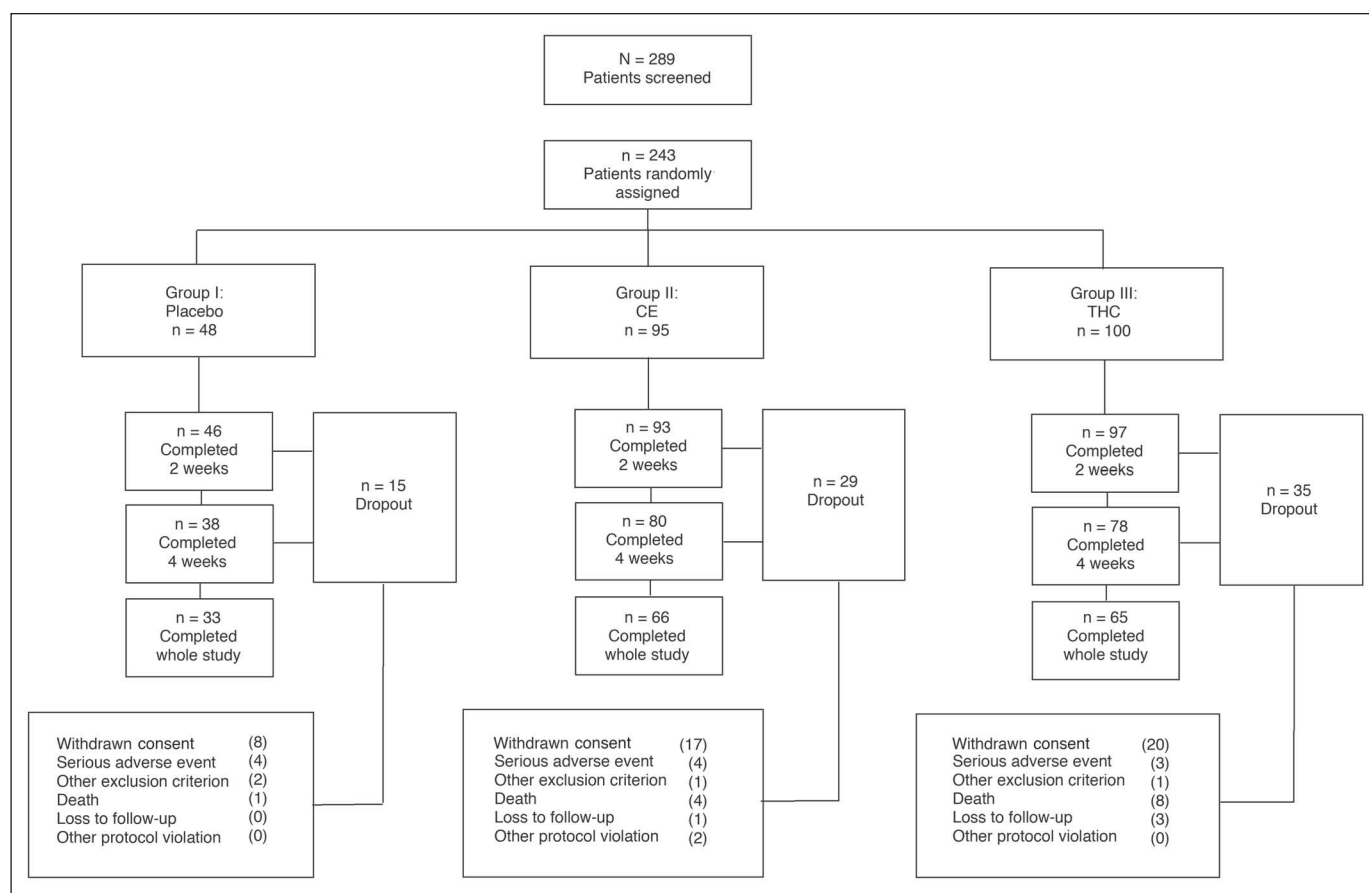 N = 289
Patients screened
n = 243
Patients randomly
assigned
Group I:
Placebo
n = 48
Group II:
CE
n = 95
Group III:
THC
n = 100
n = 46
Completed
2 weeks
n = 38
Completed
4 weeks
n = 33
Completed
whole study
n = 15
Dropout
n = 93
Completed
2 weeks
n = 80
Completed
4 weeks
n = 66
Completed
whole study
n = 29
Dropout
n = 97
Completed
2 weeks
n = 78
Completed
4 weeks
n = 65
Completed
whole study
n = 35
Dropout
Withdrawn consent (8)
Serious adverse event (4)
Other exclusion criterion (2)
Death (1)
Loss to follow-up (0)
Other protocol violation (0)
Withdrawn consent (17)
Serious adverse event (4)
Other exclusion criterion (1)
Death (4)
Loss to follow-up (1)
Other protocol violation (2)
Withdrawn consent (20)
Serious adverse event (3)
Other exclusion criterion (1)
Death (8)
Loss to follow-up (3)
Other protocol violation (0)